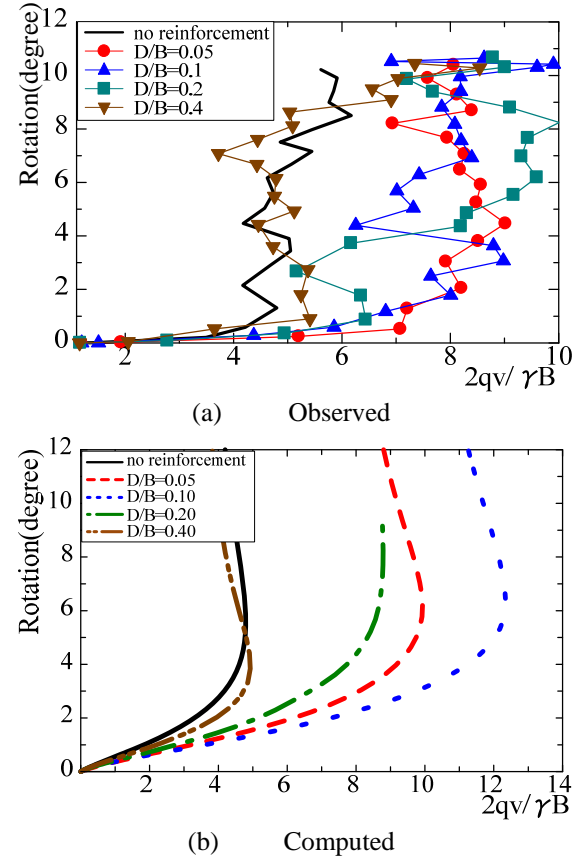 no reinforcement
D/B=0.05
D/B=0.1
D/B=0.2
D/B=0.4
Rotation(degree)
12
10
8
6
4
2
0
2 4 6 8 10
2qv/ γB
(a) Observed
no reinforcement
D/B=0.05
D/B=0.10
D/B=0.20
D/B=0.40
Rotation(degree)
12
10
8
6
4
2
0
2 4 6 8 10 12 14
2qv/ γB
(b) Computed